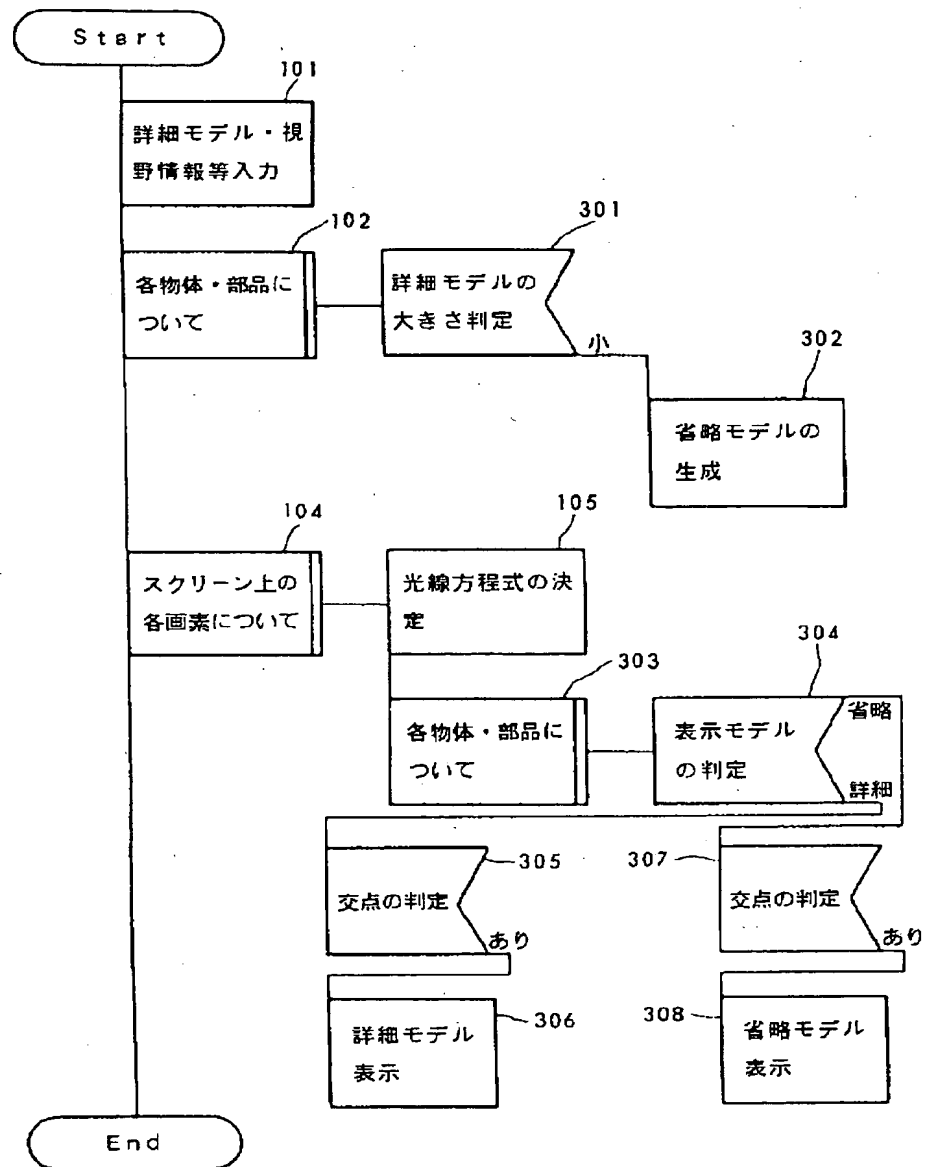 Start
101
詳細モデル・視
野情報等入力
102
各物体・部品に
ついて
301
詳細モデルの
大きさ判定
小
302
省略モデルの
生成
104
スクリーン上の
各画素について
105
光線方程式の決
定
303
各物体・部品に
ついて
304
表示モデル
の判定
省略
詳細
305
交点の判定
あり
306
詳細モデル
表示
307
交点の判定
あり
308
省略モデル
表示
End